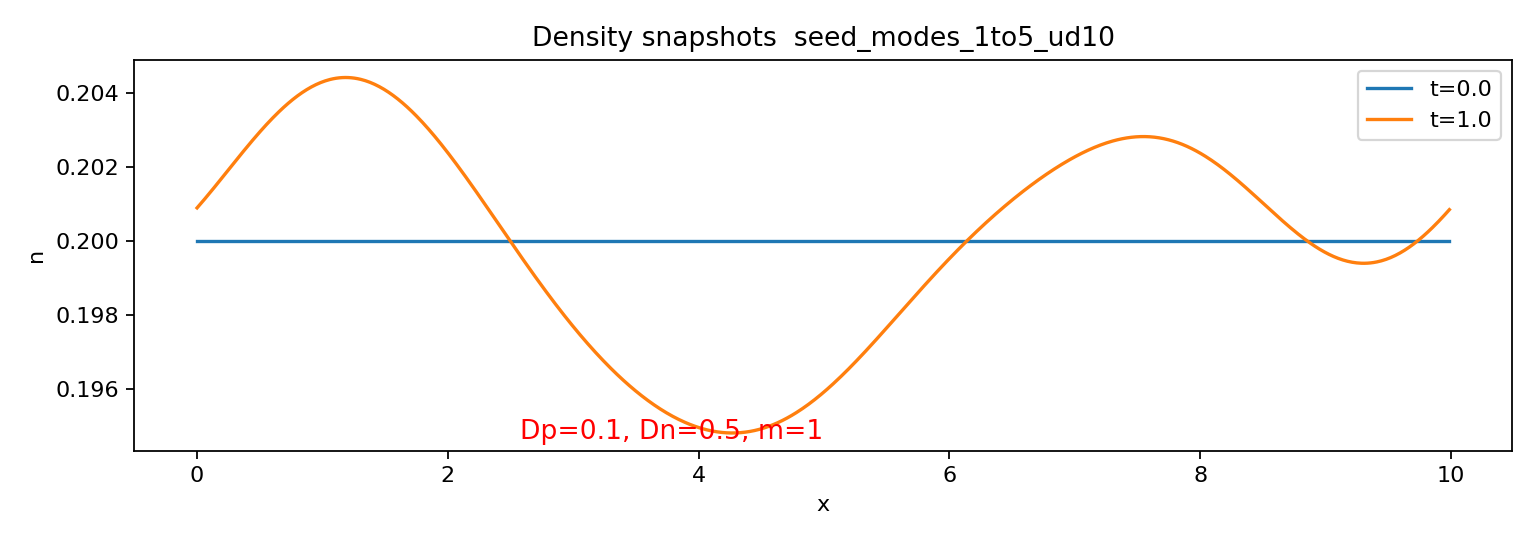 Density snapshots  seed_modes_1to5_ud10
t=0.0
t=1.0
0.204
0.202
0.200
0.198
0.196
n
Dp=0.1, Dn=0.5, m=1
0 2 4 6 8 10
x